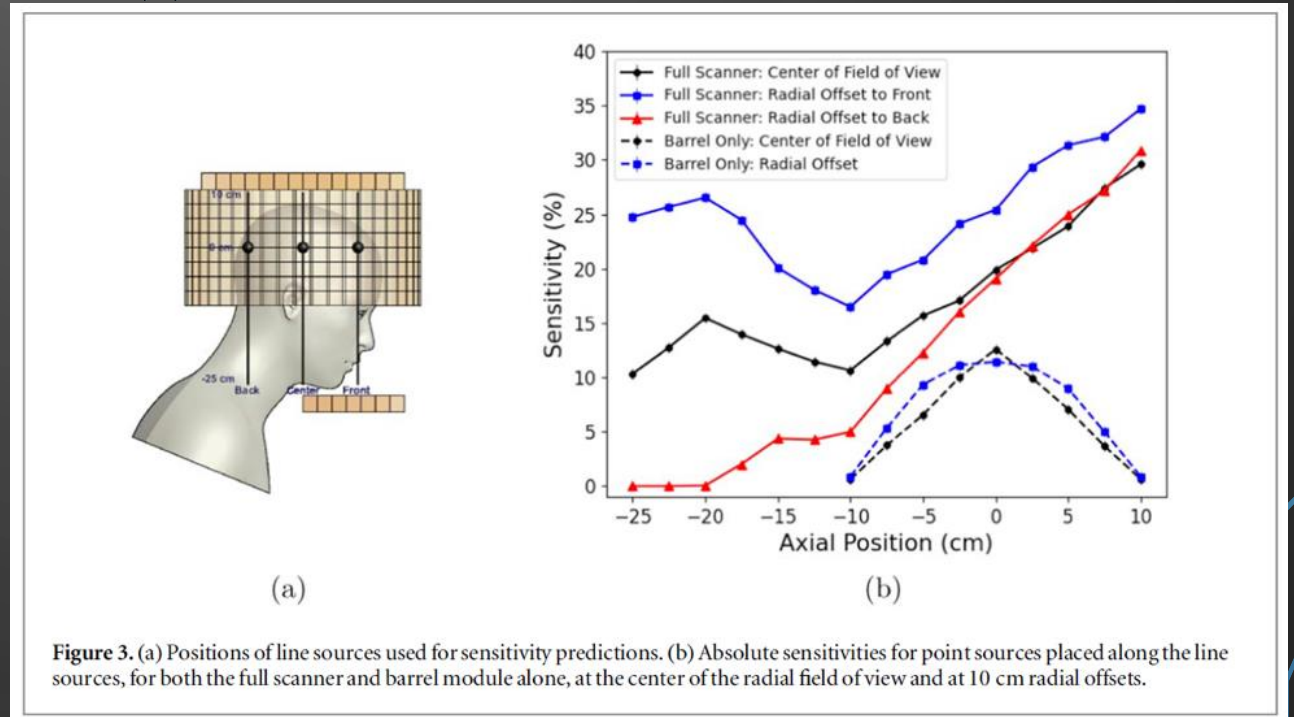 10 cm
0 cm
-25 cm
Back
Center
Front
(a)
40
35
30
25
20
15
10
5
0
Sensitivity (%)
Full Scanner: Center of Field of View
Full Scanner: Radial Offset to Front
Full Scanner: Radial Offset to Back
Barrel Only: Center of Field of View
Barrel Only: Radial Offset
−25
−20
−15
−10
−5
0
5
10
Axial Position (cm)
(b)
Figure 3. (a) Positions of line sources used for sensitivity predictions. (b) Absolute sensitivities for point sources placed along the line
sources, for both the full scanner and barrel module alone, at the center of the radial field of view and at 10 cm radial offsets.